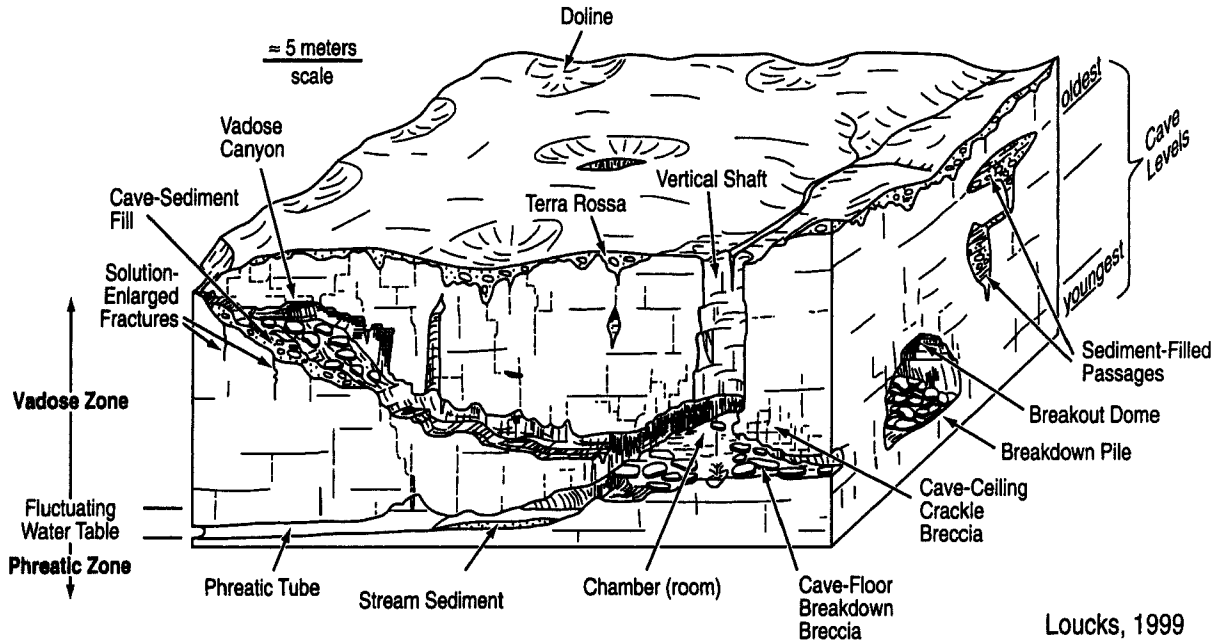 Doline
≈ 5 meters
scale
Vadose
Canyon
Cave-Sediment
Fill
Solution-
Enlarged
Fractures
Terra Rossa
Vertical Shaft
oldest
Cave
Levels
youngest
Sediment-Filled
Passages
Breakout Dome
Breakdown Pile
Vadose Zone
Fluctuating
Water Table
Phreatic Zone
Phreatic Tube
Stream Sediment
Chamber (room)
Cave-Floor
Breakdown
Breccia
Cave-Ceiling
Crackle
Breccia
Loucks, 1999